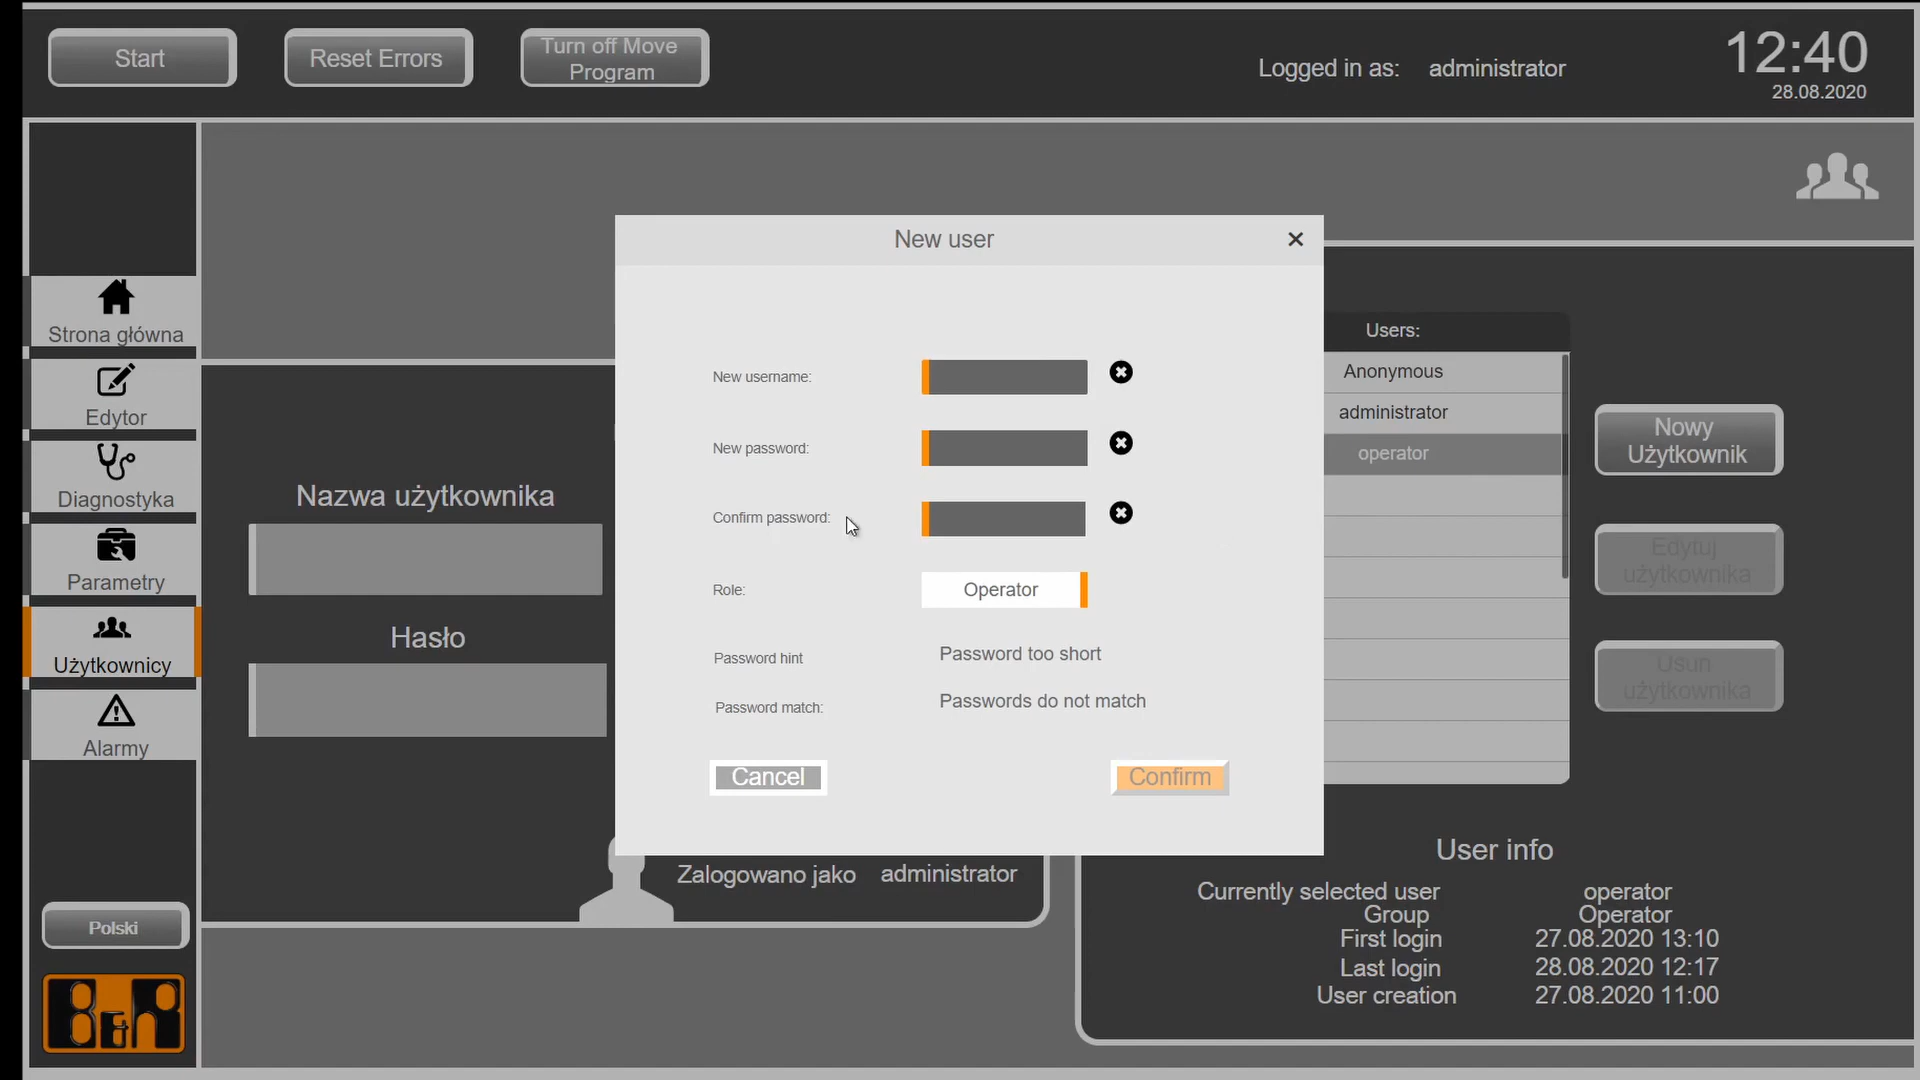 Start
Reset Errors
Turn off Move
Program
Logged in as: administrator
12:40
28.08.2020
New user
Strona główna
Edytor
Diagnostyka
Parametry
Użytkownicy
Alarmy
Polski
B&R
Nazwa użytkownika
Hasło
New username:
New password:
Confirm password:
Role: Operator
Password hint Password too short
Password match: Passwords do not match
Cancel
Confirm
Zalogowano jako administrator
Users:
Anonymous
administrator
operator
Nowy
Użytkownik
Edytuj
użytkownika
Usuń
użytkownika
User info
Currently selected user operator
Group Operator
First login 27.08.2020 13:10
Last login 28.08.2020 12:17
User creation 27.08.2020 11:00